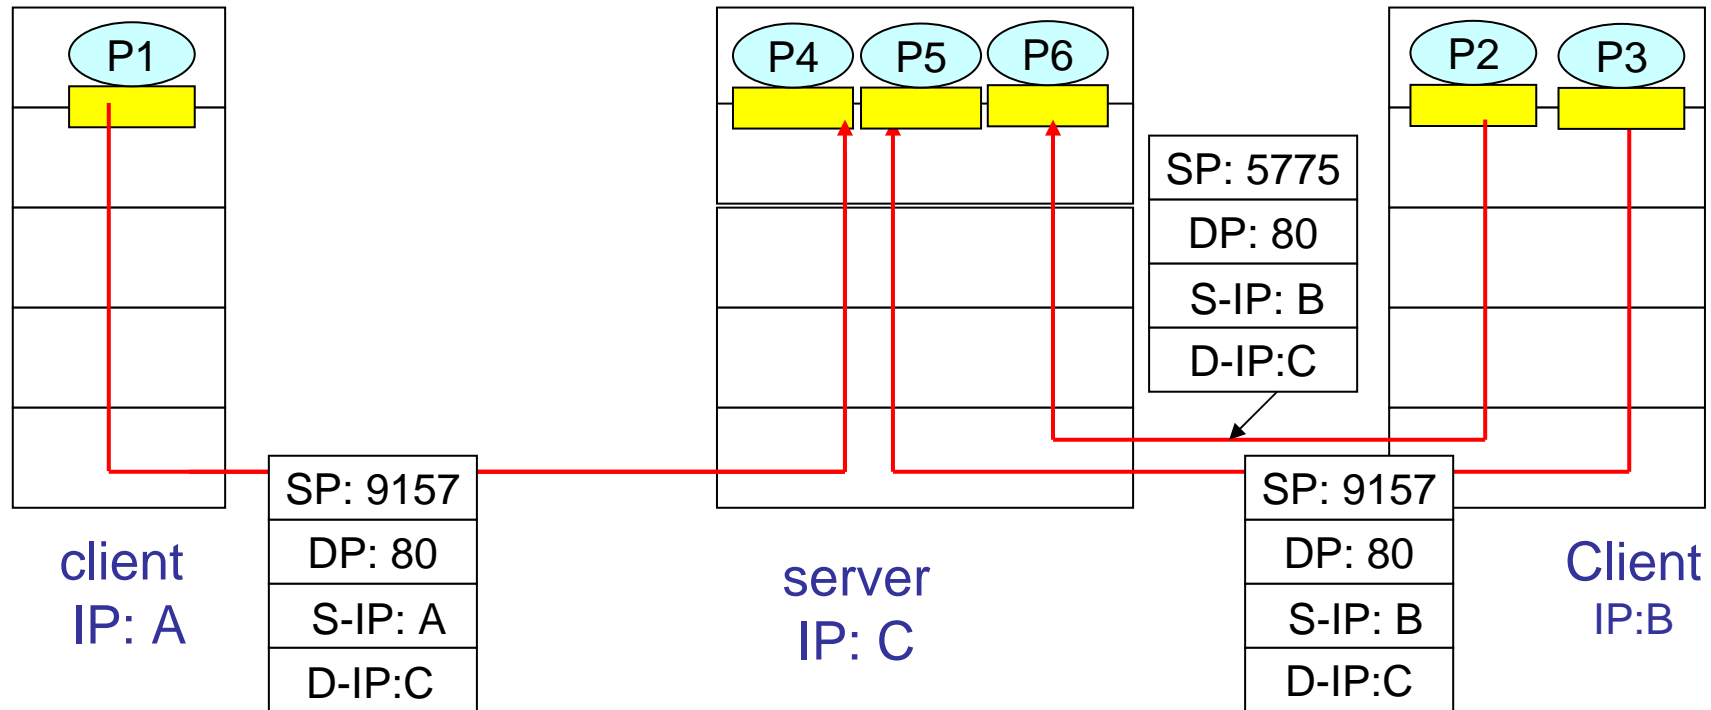 P1
P4
P5
P6
P2
P3
SP: 5775
DP: 80
S-IP: B
D-IP:C
SP: 9157
DP: 80
S-IP: A
D-IP:C
SP: 9157
DP: 80
S-IP: B
D-IP:C
client
IP: A
server
IP: C
Client
IP:B